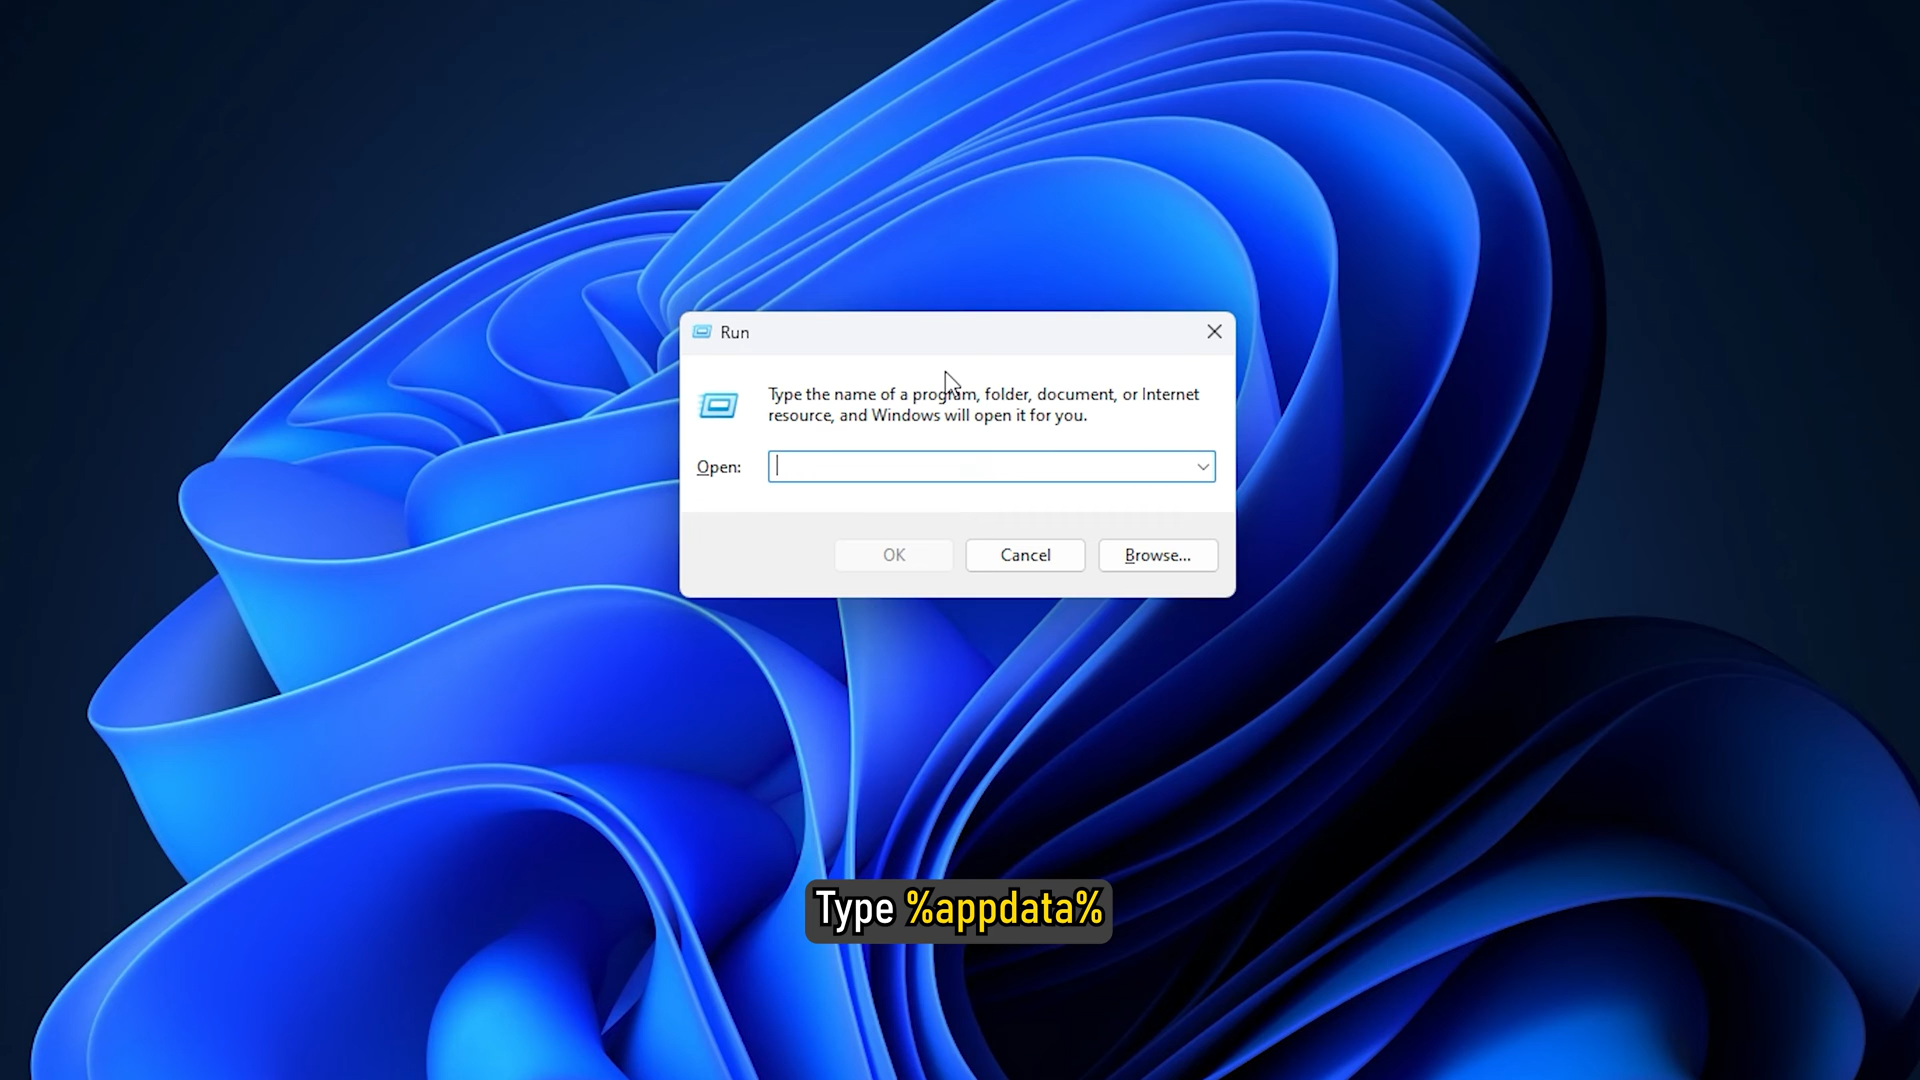 Run
Type the name of a program, folder, document, or Internet
resource, and Windows will open it for you.
Open:
OK
Cancel
Browse...
Type %appdata%